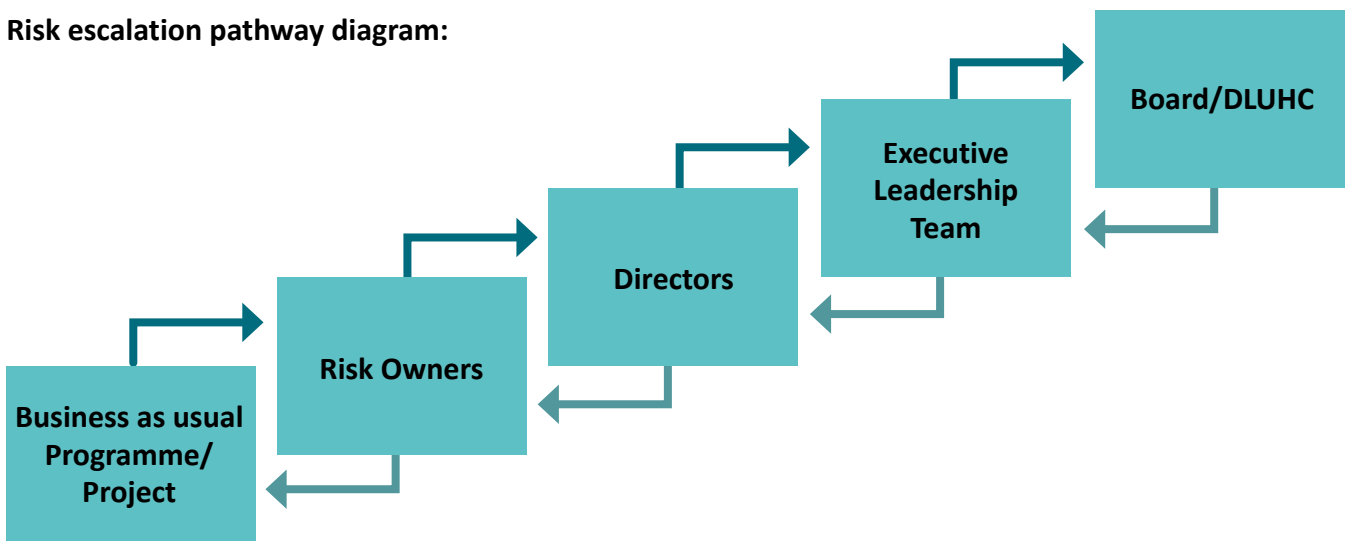 Risk escalation pathway diagram:
Board/DLUHC
Executive
Leadership
Team
Directors
Risk Owners
Business as usual
Programme/
Project